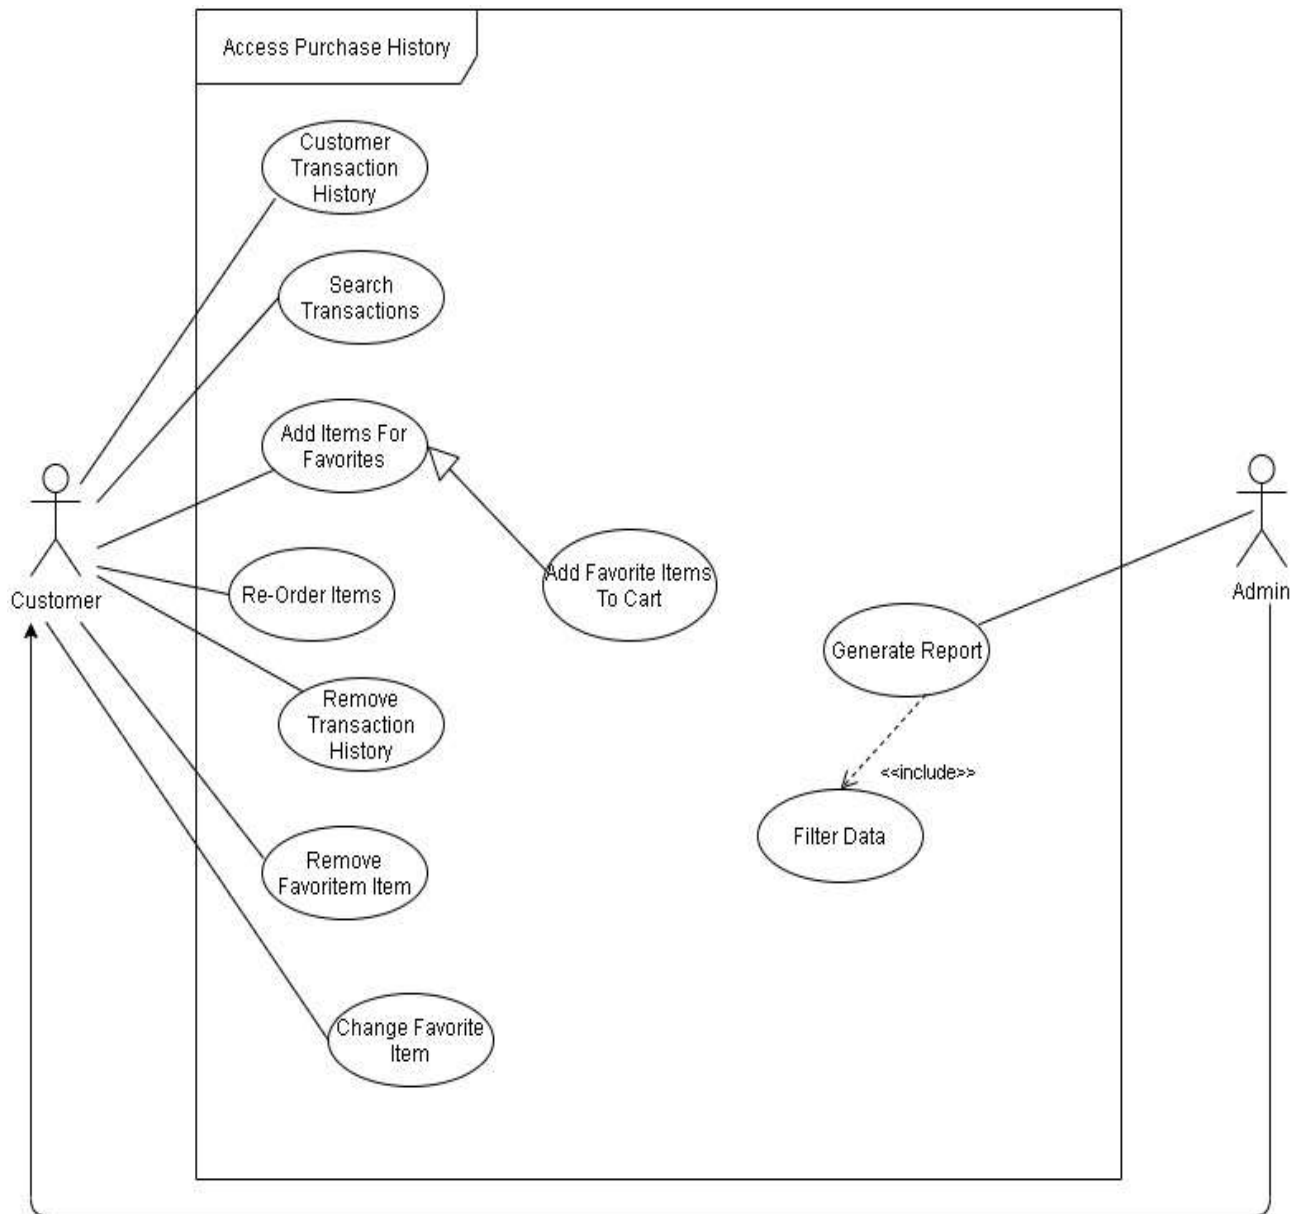 Access Purchase History
Customer
Transaction
History
Search
Transactions
Add Items For
Favorites
Add Favorite Items
To Cart
Re-Order Items
Customer
Admin
Generate Report
Remove
Transaction
History
<<include>>
Filter Data
Remove
Favoritem Item
Change Favorite
Item